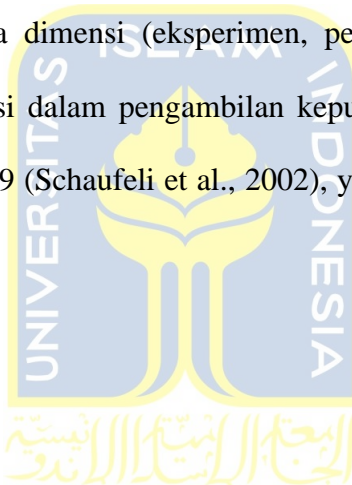 a dimensi (eksperimen, pe
si dalam pengambilan kepu
9 (Schaufeli et al., 2002), y
UNIVERSITAS
ISLAM
INDONESIA